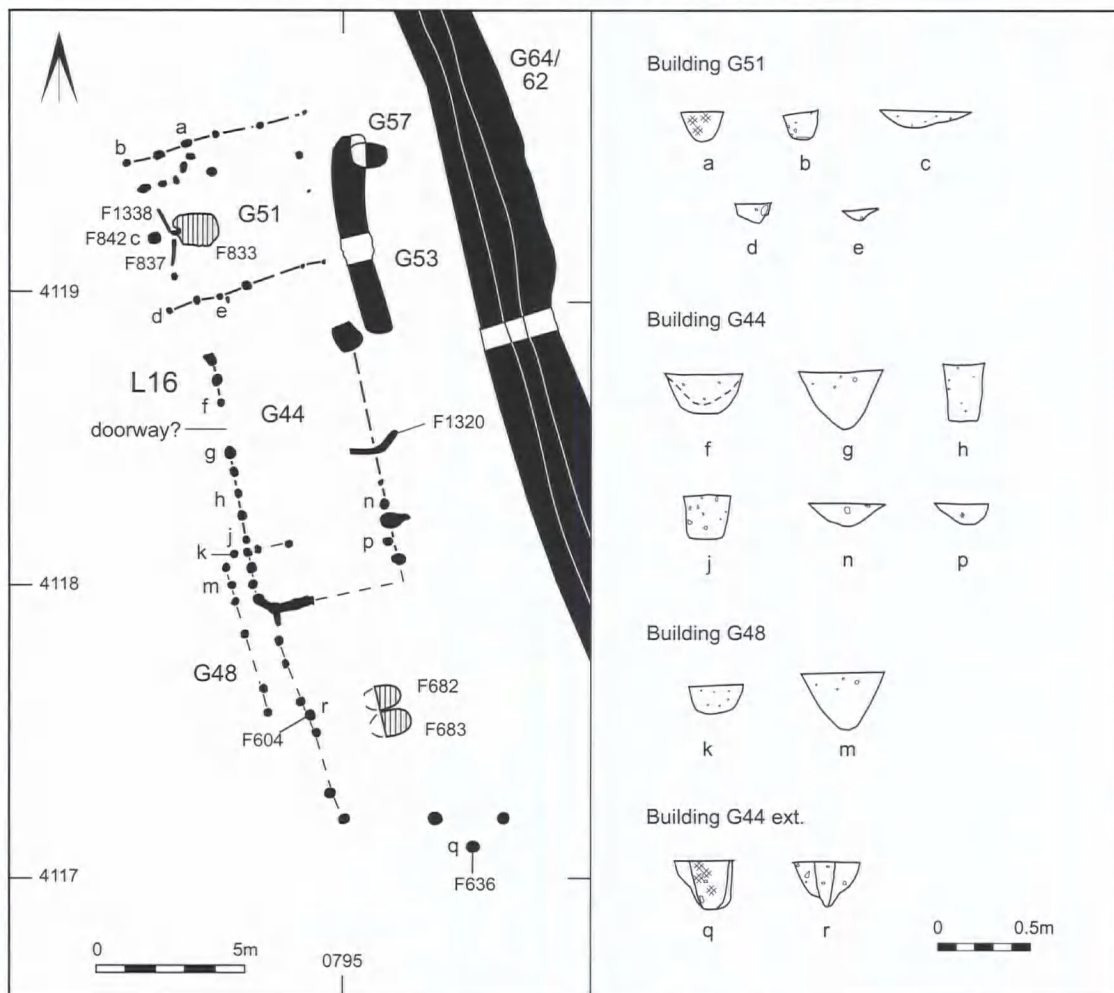 G64/
62
G57
a
b
G51
F1338
F842 c
F833
F837
G53
4119
d
e
L16
f
G44
doorway?
F1320
g
h
n
j
k
p
m
4118
G48
F682
r
F683
F604
q
4117
F636
0 5m
0795
Building G51
a b c
d e
Building G44
f g h
j n p
Building G48
k m
Building G44 ext.
q r
0 0.5m